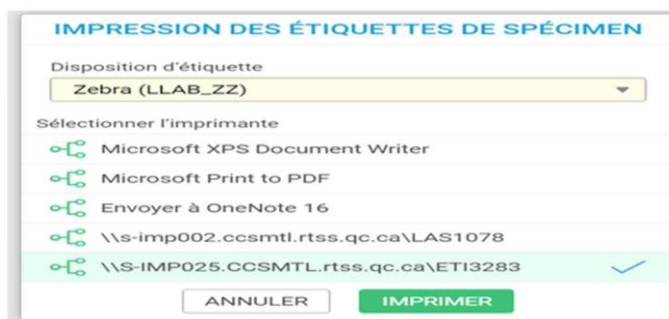 IMPRESSION DES ÉTIQUETTES DE SPÉCIMEN
Disposition d'étiquette
Zebra (LLAB_ZZ)
Sélectionner l'imprimante
Microsoft XPS Document Writer
Microsoft Print to PDF
Envoyer à OneNote 16
\\s-imp002.ccsmtl.rtss.qc.ca\LAS1078
\\S-IMP025.CCSMTL.rtss.qc.ca\ETI3283
ANNULER IMPRIMER